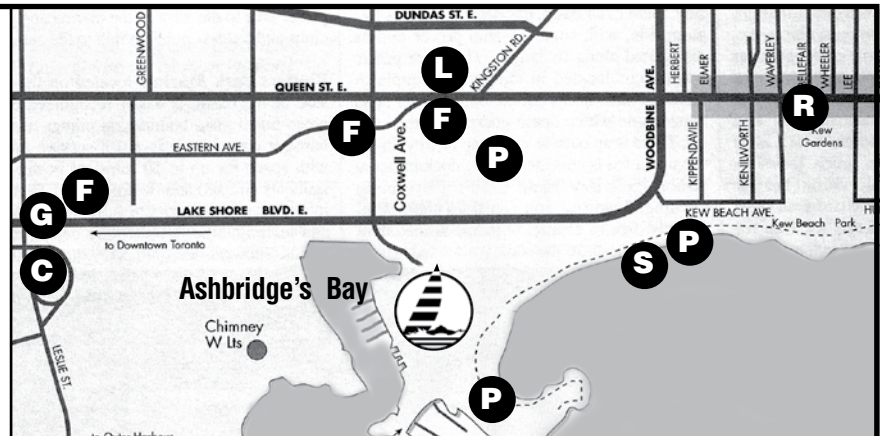 DUNDAS ST. E.
GREENWOOD
KINGSTON RD.
L
QUEEN ST. E.
AVE.
HERBERT
ELMER
WAVERLEY
WHEELER
LEE
R
F
F
Coxwell Ave.
P
WOODBINE
KIPPENDAVIE
KENILWORTH
Kew
Gardens
EASTERN AVE.
F
G
LAKE SHORE BLVD. E.
KEW BEACH AVE.
to Downtown Toronto
Kew Beach Park
P
S
C
Ashbridge's Bay
Chimney
W Lts
LESLIE ST.
P